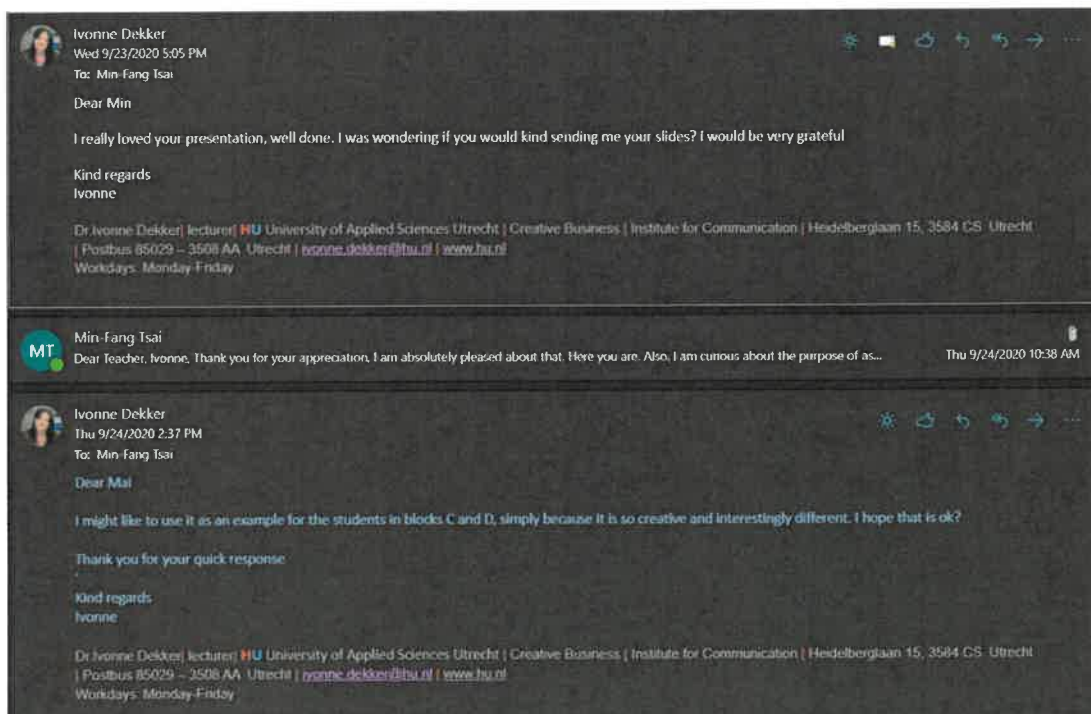 Ivonne Dekker
Wed 9/23/2020 5:05 PM
To: Min-Fang Tsai
Dear Min
I really loved your presentation, well done. I was wondering if you would kind sending me your slides? I would be very grateful
Kind regards
Ivonne
Dr.Ivonne Dekker| lecturer| HU University of Applied Sciences Utrecht | Creative Business | Institute for Communication | Heidelberglaan 15, 3584 CS Utrecht
| Postbus 85029 – 3508 AA Utrecht | ivonne.dekker@hu.nl | www.hu.nl
Workdays: Monday-Friday
MT
Min-Fang Tsai
Dear Teacher, Ivonne, Thank you for your appreciation, I am absolutely pleased about that. Here you are. Also, I am curious about the purpose of as... Thu 9/24/2020 10:38 AM
Ivonne Dekker
Thu 9/24/2020 2:37 PM
To: Min-Fang Tsai
Dear Mai
I might like to use it as an example for the students in blocks C and D, simply because it is so creative and interestingly different. I hope that is ok?
Thank you for your quick response
Kind regards
Ivonne
Dr.Ivonne Dekker| lecturer| HU University of Applied Sciences Utrecht | Creative Business | Institute for Communication | Heidelberglaan 15, 3584 CS Utrecht
| Postbus 85029 – 3508 AA Utrecht | ivonne.dekker@hu.nl | www.hu.nl
Workdays: Monday-Friday